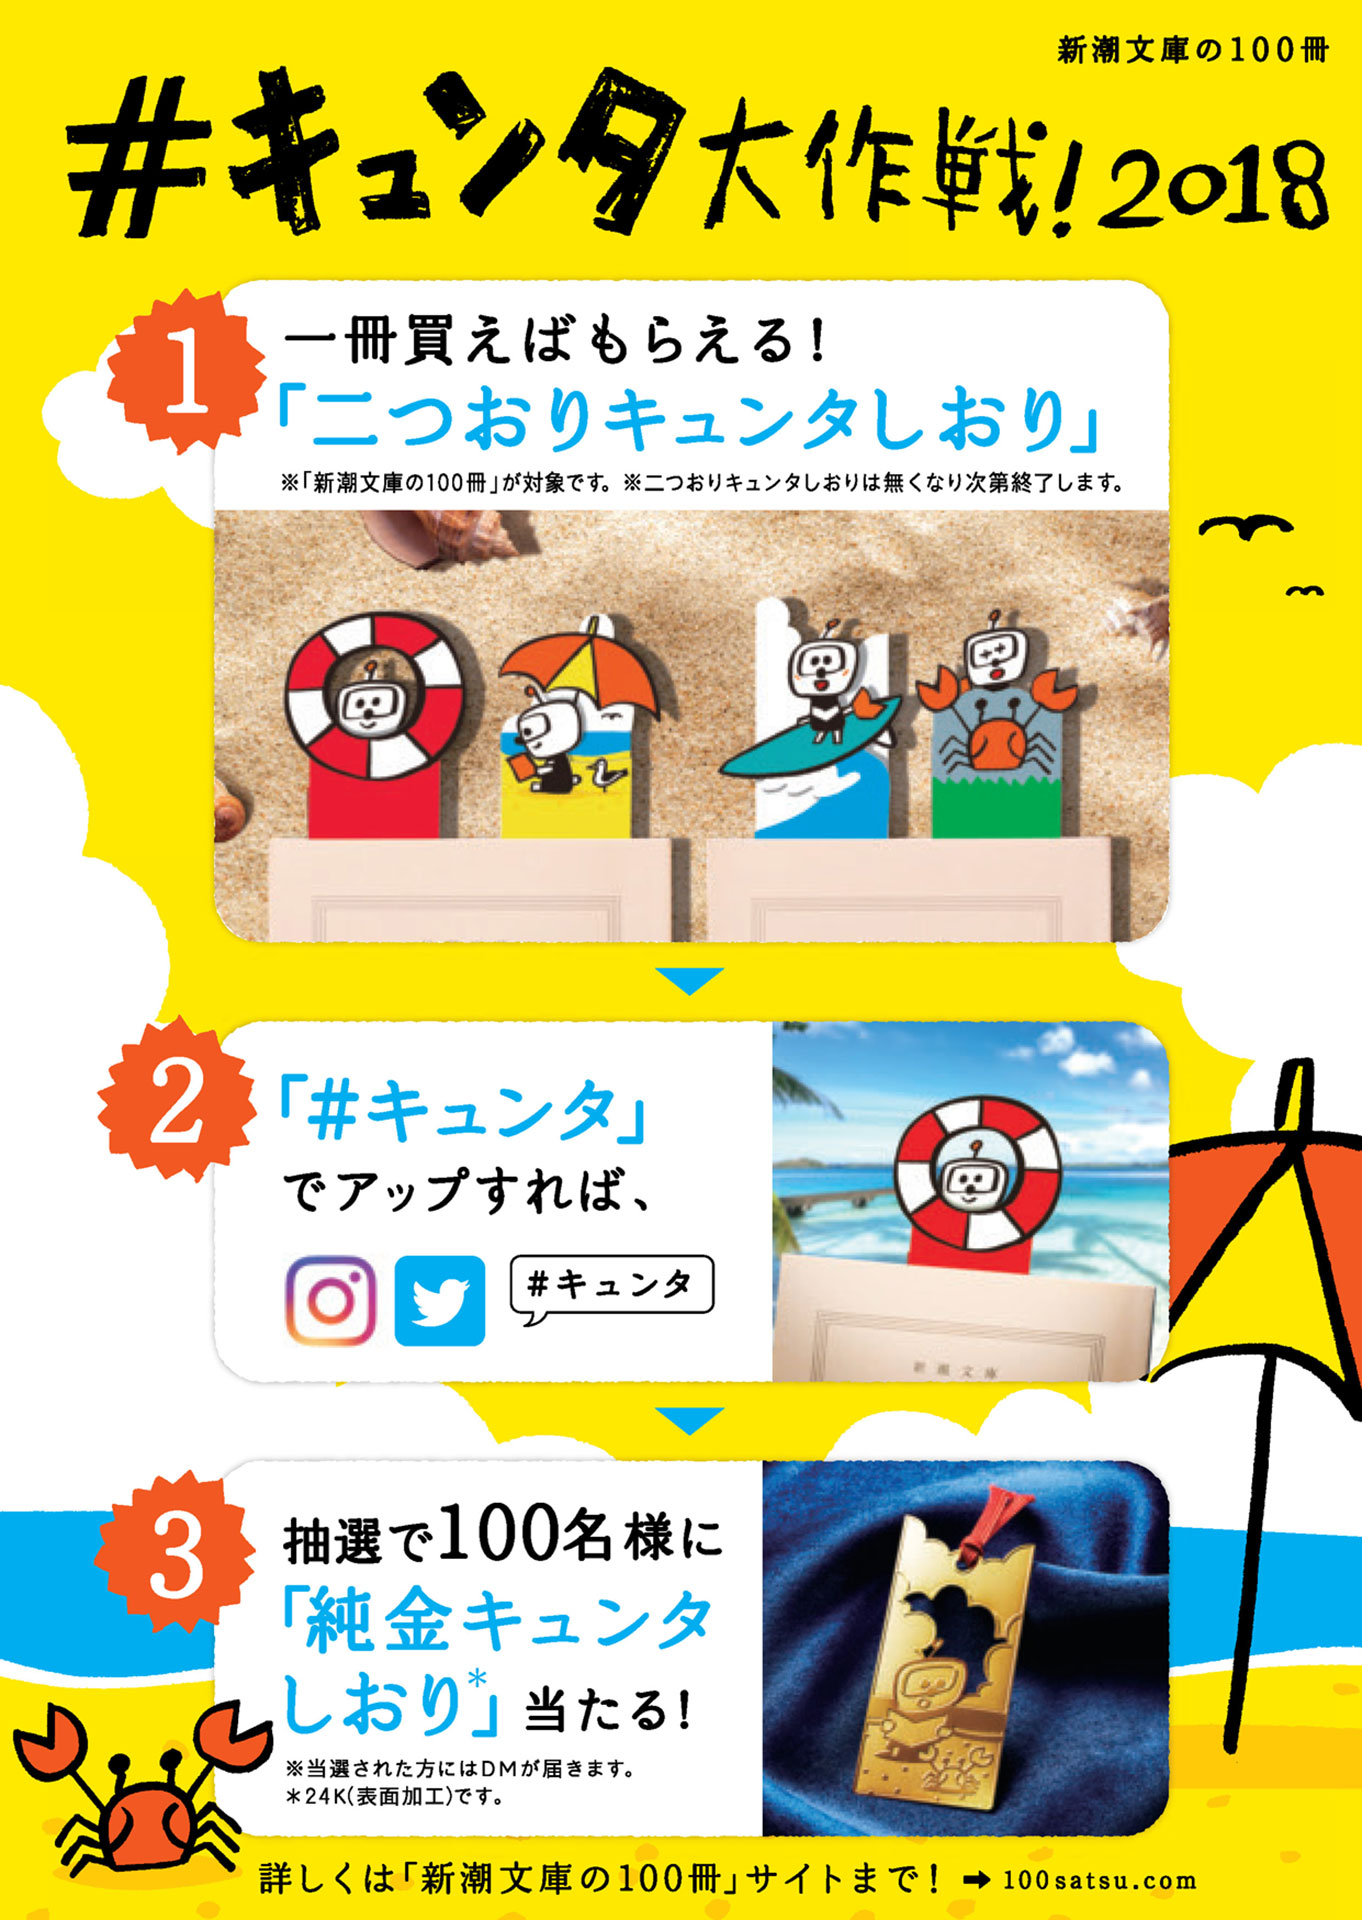 新潮文庫の100冊
#キュンタ大作戦!2018
1
一冊買えばもらえる!
「二つおりキュンタしおり」
※「新潮文庫の100冊」が対象です。※二つおりキュンタしおりは無くなり次第終了します。
2
「#キュンタ」
でアップすれば、
#キュンタ
新潮文庫
3
抽選で100名様に
「純金キュンタ
しおり*」当たる!
※当選された方にはDMが届きます。
*24K(表面加工)です。
詳しくは「新潮文庫の100冊」サイトまで! ➡ 100satsu.com